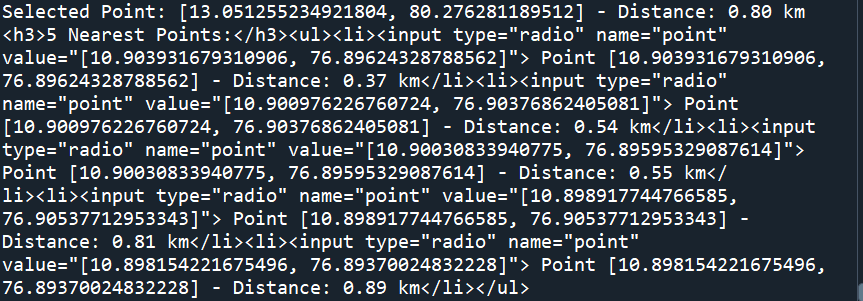 Selected Point: [13.051255234921804, 80.276281189512] - Distance: 0.80 km
<h3>5 Nearest Points:</h3><ul><li><input type="radio" name="point"
value="[10.903931679310906, 76.89624328788562]"> Point [10.903931679310906,
76.89624328788562] - Distance: 0.37 km</li><li><input type="radio"
name="point" value="[10.900976226760724, 76.90376862405081]"> Point
[10.900976226760724, 76.90376862405081] - Distance: 0.54 km</li><li><input
type="radio" name="point" value="[10.90030833940775, 76.89595329087614]">
Point [10.90030833940775, 76.89595329087614] - Distance: 0.55 km</
li><li><input type="radio" name="point" value="[10.898917744766585,
76.90537712953343]"> Point [10.898917744766585, 76.90537712953343] -
Distance: 0.81 km</li><li><input type="radio" name="point"
value="[10.898154221675496, 76.89370024832228]"> Point [10.898154221675496,
76.89370024832228] - Distance: 0.89 km</li></ul>